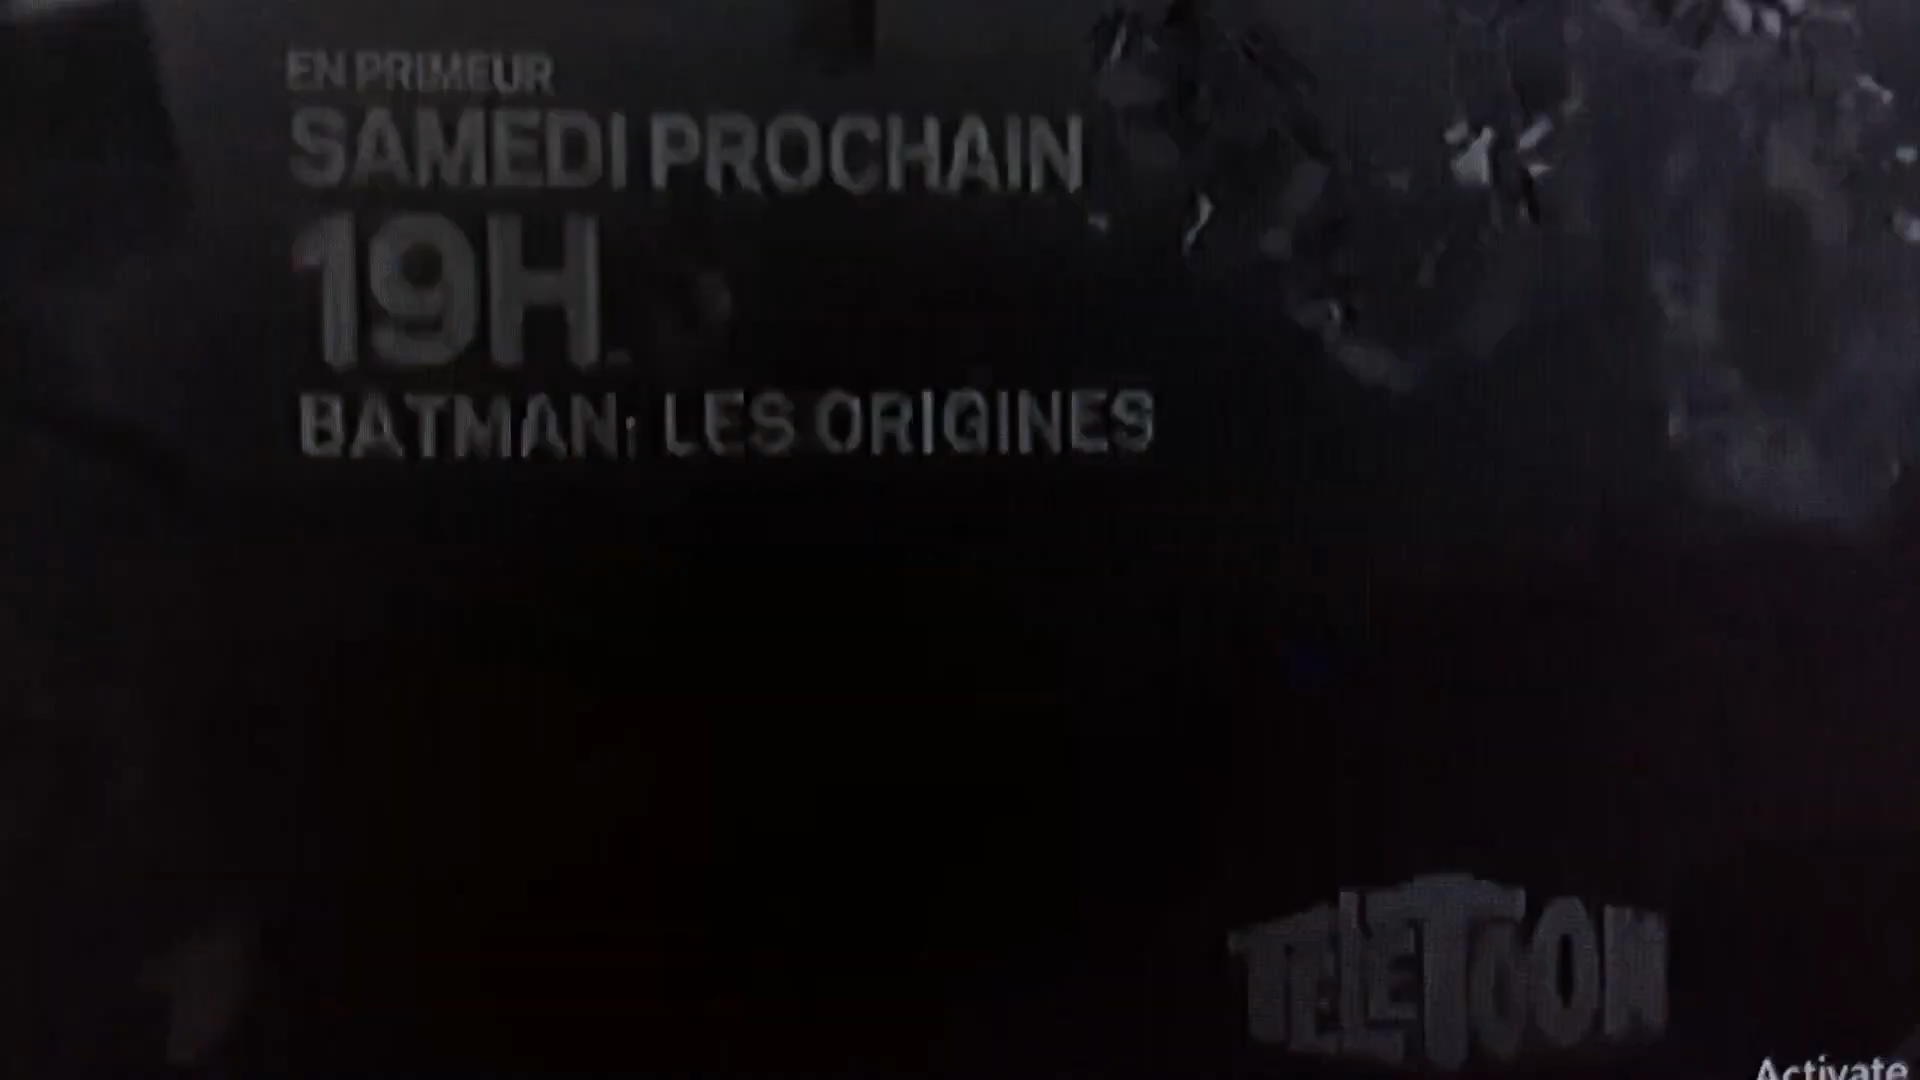 EN PRIMEUR
SAMEDI PROCHAIN
19H
BATMAN: LES ORIGINES
TELETOON
Activate